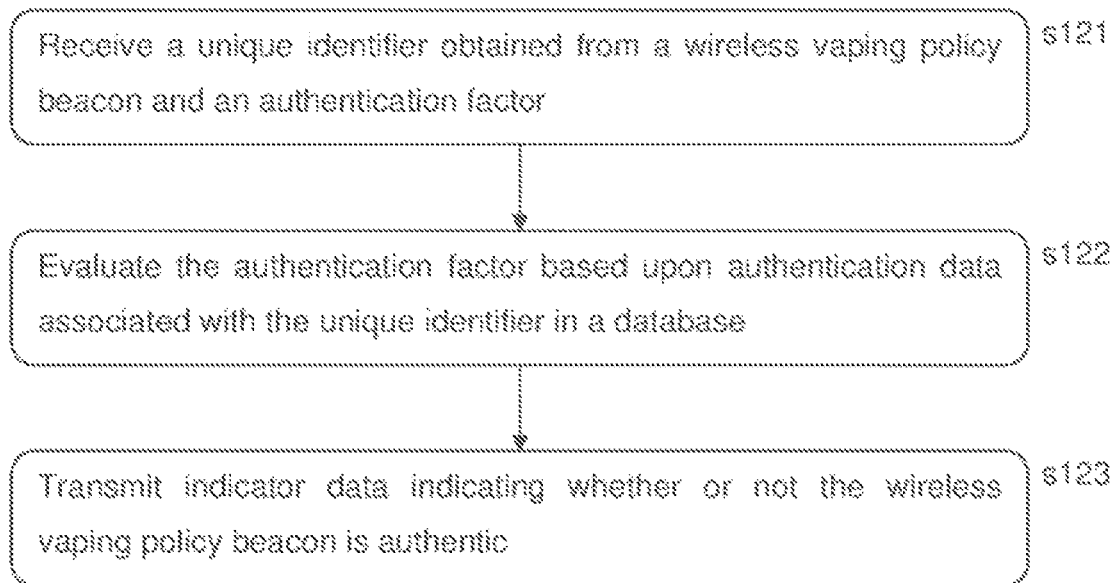 Receive a unique identifier obtained from a wireless vaping policy
beacon and an authentication factor
s121
Evaluate the authentication factor based upon authentication data
associated with the unique identifier in a database
s122
Transmit indicator data indicating whether or not the wireless
vaping policy beacon is authentic
s123